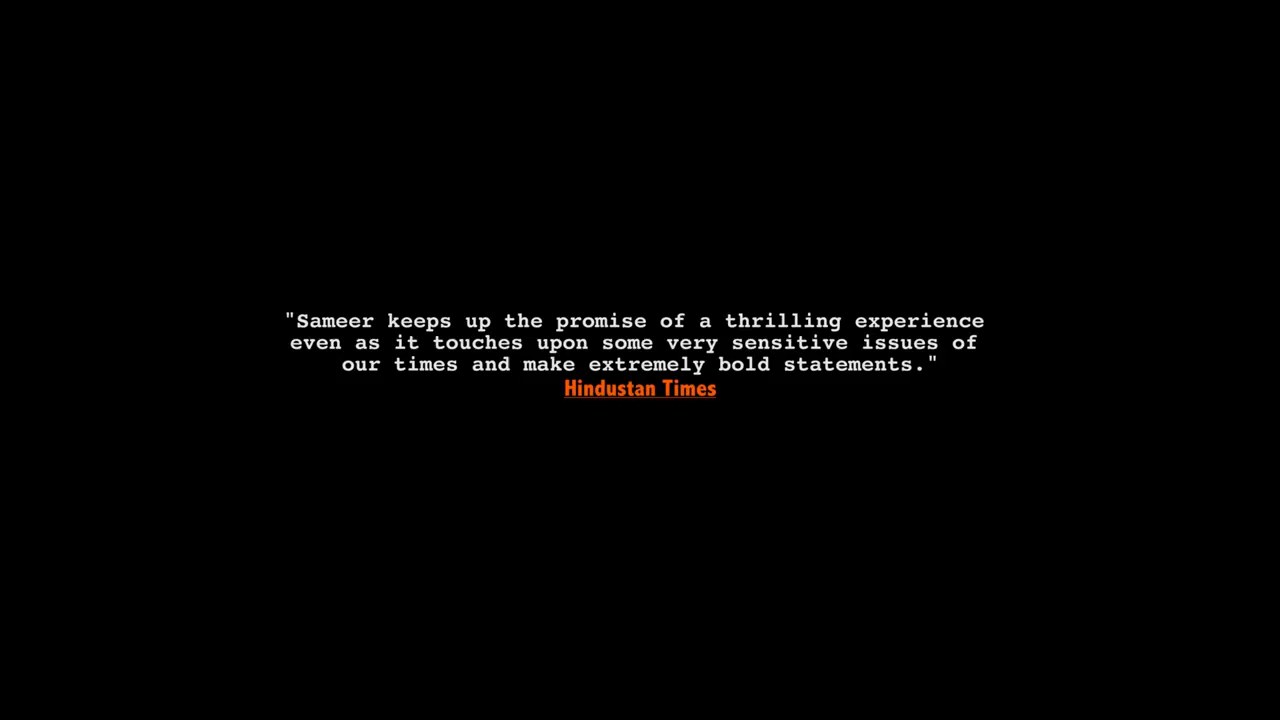 "Sameer keeps up the promise of a thrilling experience
even as it touches upon some very sensitive issues of
our times and make extremely bold statements."
Hindustan Times